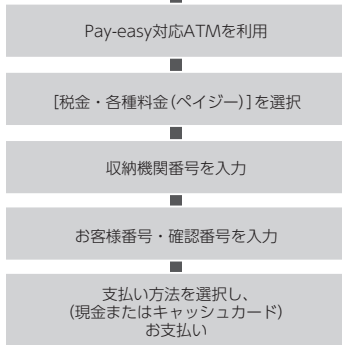 Pay-easy対応ATMを利用
[税金・各種料金(ペイジー)]を選択
収納機関番号を入力
お客様番号・確認番号を入力
支払い方法を選択し、
(現金またはキャッシュカード)
お支払い